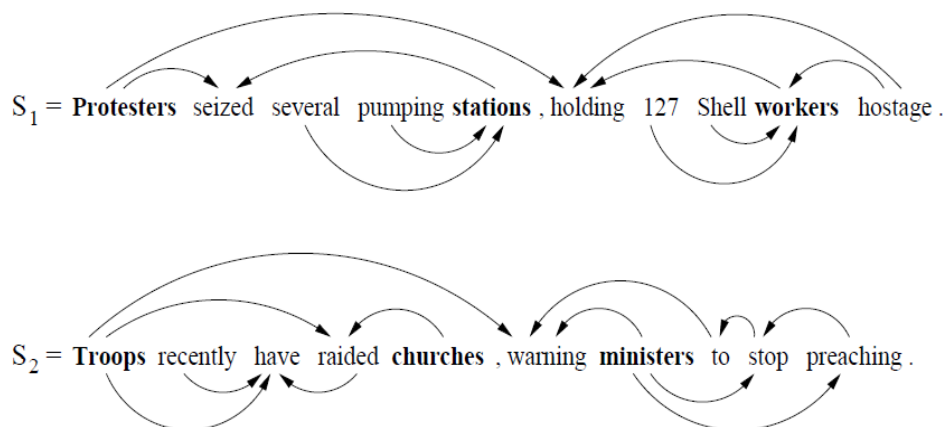 S1 = Protesters seized several pumping stations , holding 127 Shell workers hostage .
S2 = Troops recently have raided churches , warning ministers to stop preaching .